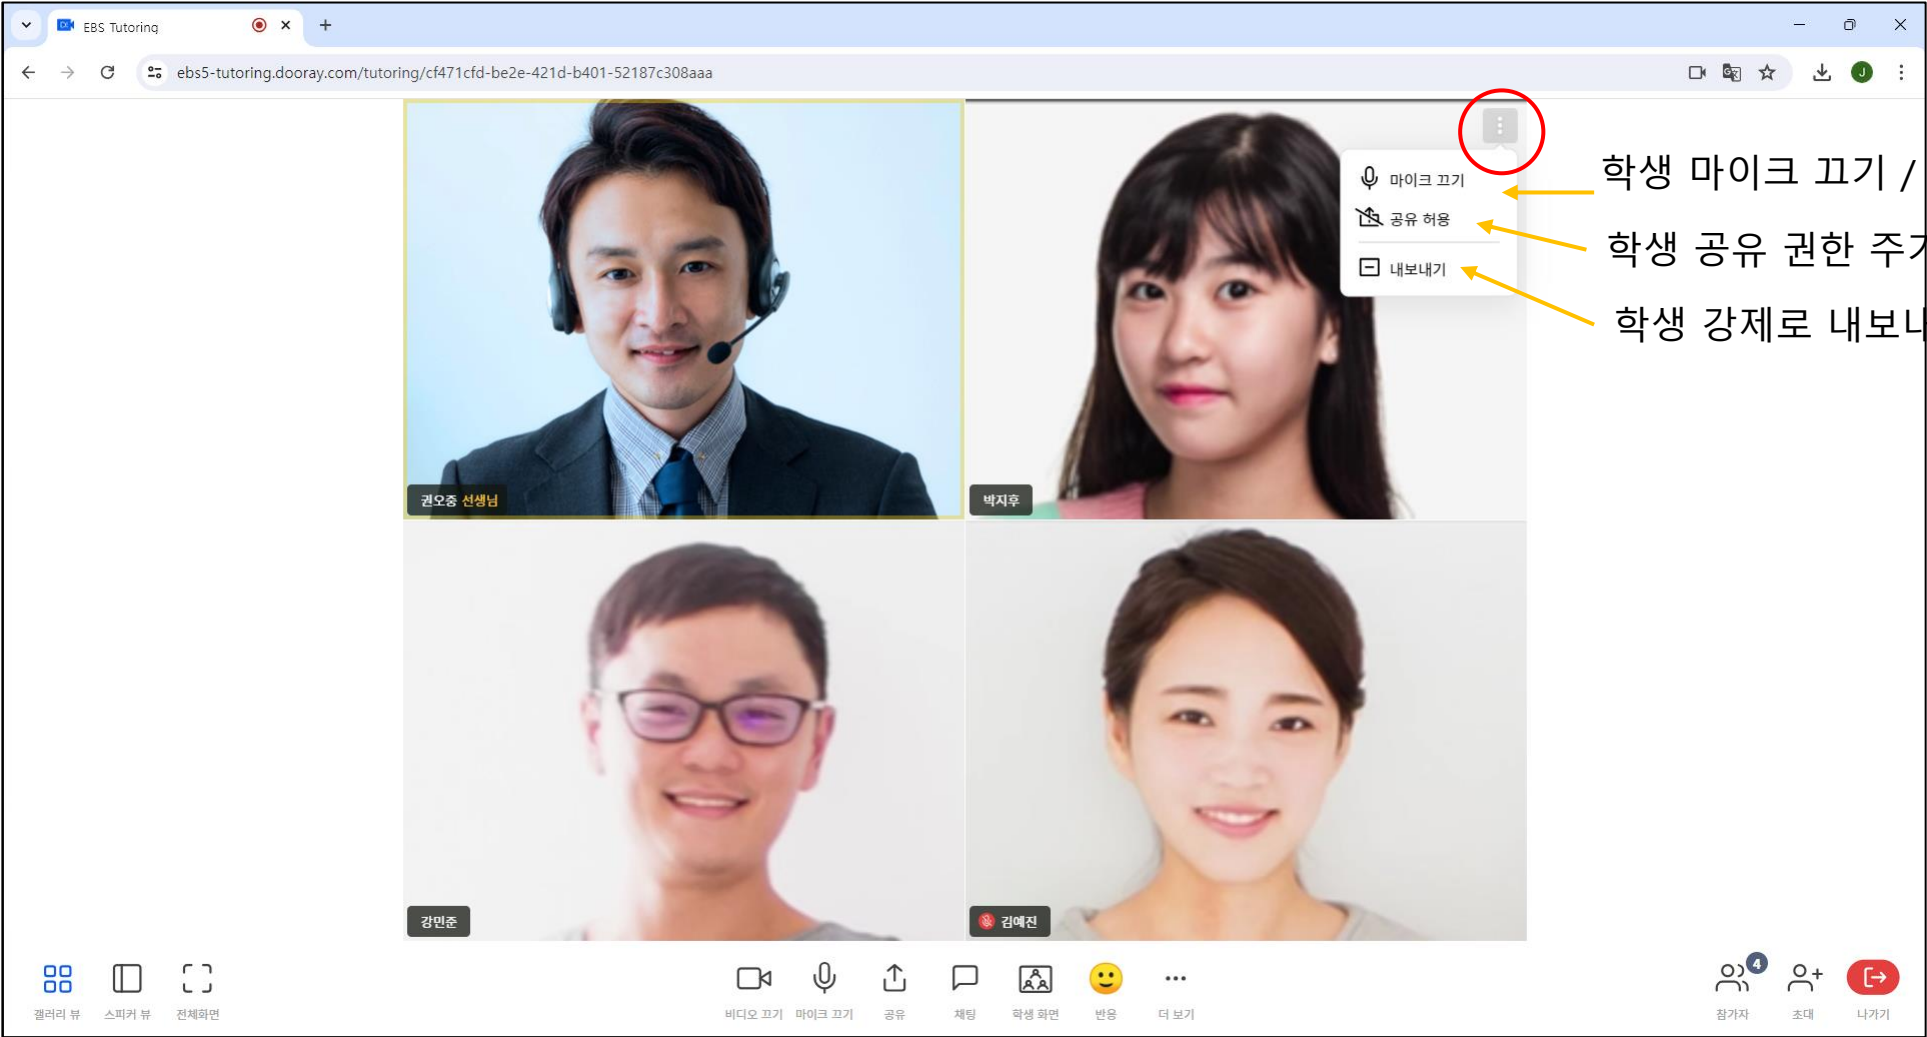 EBS Tutoring
ebs5-tutoring.dooray.com/tutoring/cf471cfd-be2e-421d-b401-52187c308aaa
J
마이크 끄기
공유 허용
내보내기
학생 마이크 끄기 /
학생 공유 권한 주
학생 강제로 내보
권오중 선생님
박지후
강민준
김예진
갤러리 뷰
스피커 뷰
전체화면
비디오 끄기
마이크 끄기
공유
채팅
학생 화면
반응
더 보기
4
참가자
초대
나가기